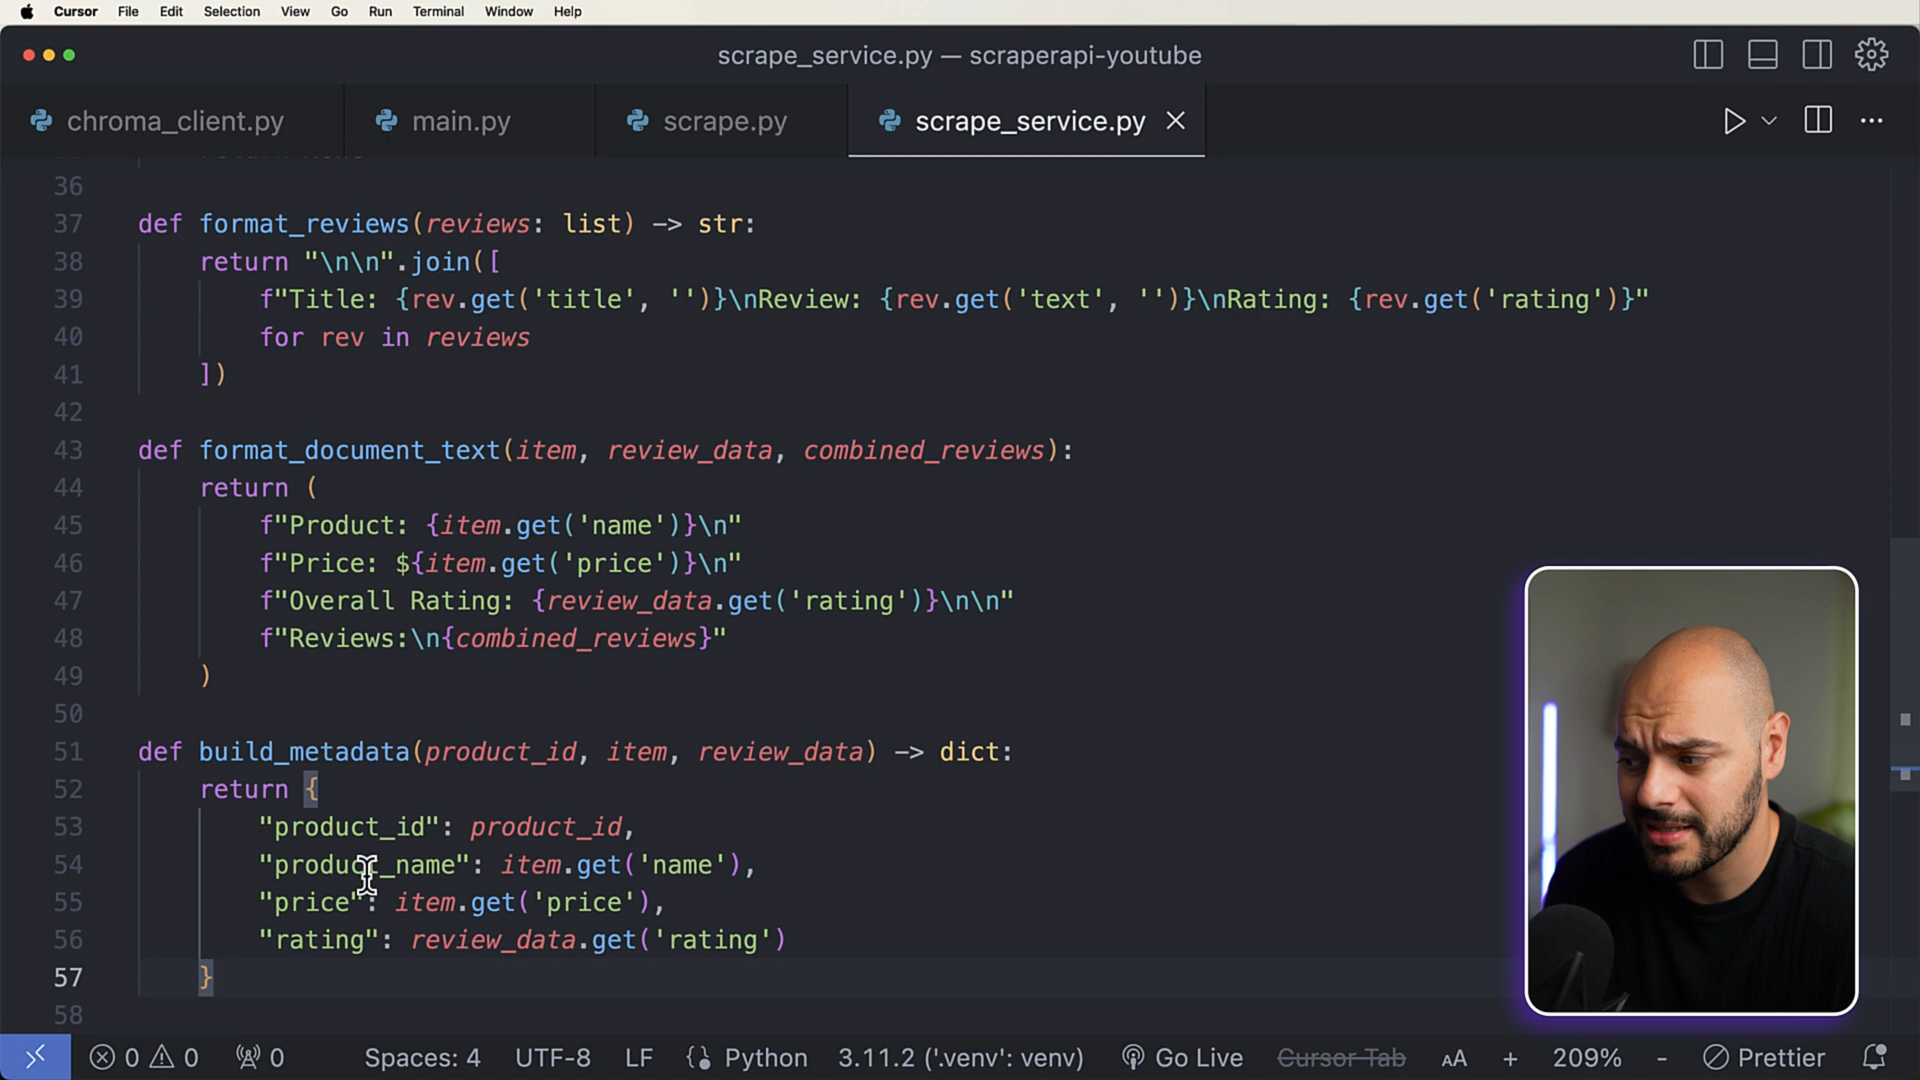 Cursor File Edit Selection View Go Run Terminal Window Help
scrape_service.py — scraperapi-youtube
chroma_client.py main.py scrape.py scrape_service.py
36
37 def format_reviews(reviews: list) -> str:
38 return "\n\n".join([
39 f"Title: {rev.get('title', '')}\nReview: {rev.get('text', '')}\nRating: {rev.get('rating')}"
40 for rev in reviews
41 ])
42
43 def format_document_text(item, review_data, combined_reviews):
44 return (
45 f"Product: {item.get('name')}\n"
46 f"Price: ${item.get('price')}\n"
47 f"Overall Rating: {review_data.get('rating')}\n\n"
48 f"Reviews:\n{combined_reviews}"
49 )
50
51 def build_metadata(product_id, item, review_data) -> dict:
52 return {
53 "product_id": product_id,
54 "product_name": item.get('name'),
55 "price": item.get('price'),
56 "rating": review_data.get('rating')
57 }
58
0 0 0 Spaces: 4 UTF-8 LF Python 3.11.2 ('.venv': venv) Go Live Cursor Tab AA + 209% - Prettier